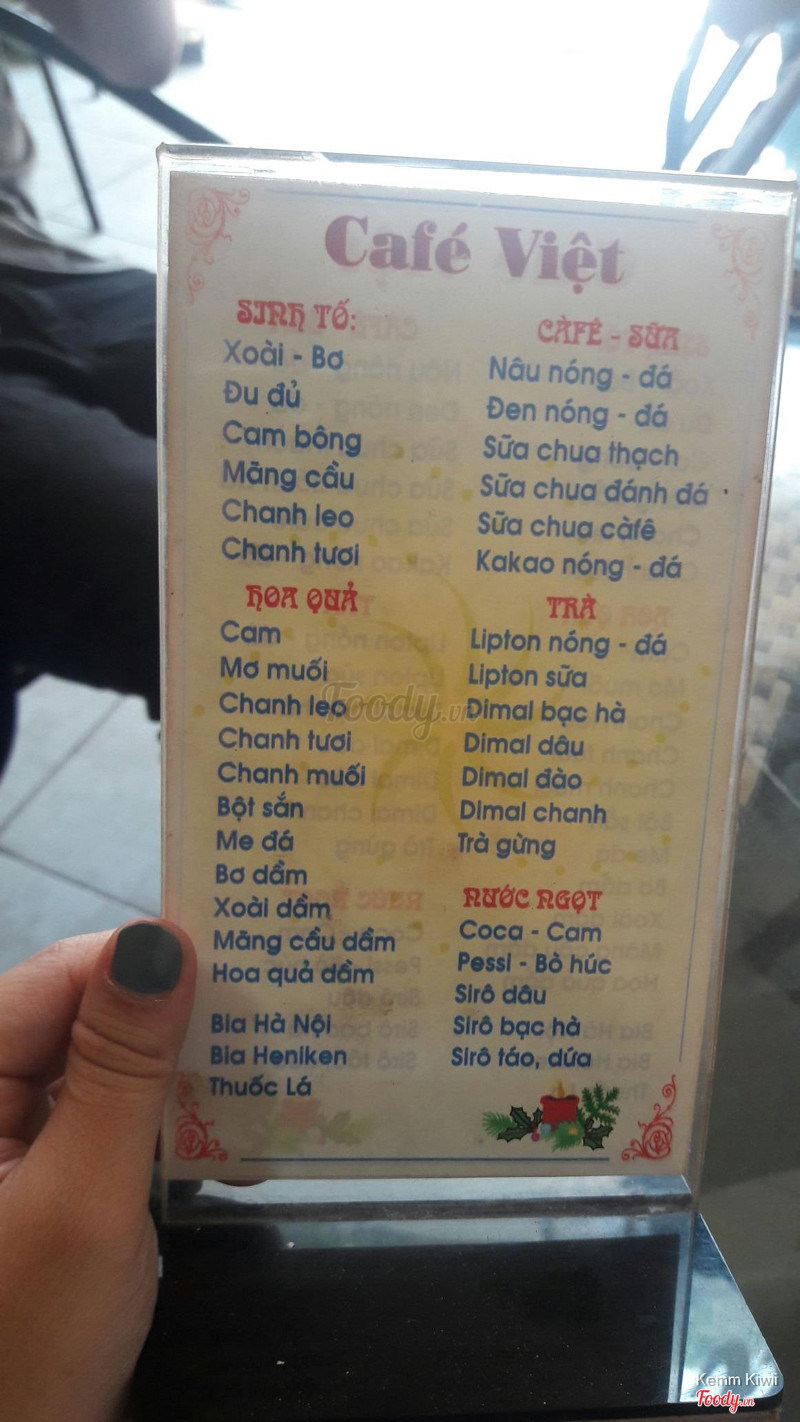 Café Việt
SINH TỐ:
Xoài - Bơ
Đu đủ
Cam bông
Măng cầu
Chanh leo
Chanh tươi
HOA QUẢ
Cam
Mơ muối
Chanh leo
Chanh tươi
Chanh muối
Bột sắn
Me đá
Bơ dầm
Xoài dầm
Măng cầu dầm
Hoa quả dầm
Bia Hà Nội
Bia Heniken
Thuốc Lá
CÀFÊ - SỮA
Nâu nóng - đá
Đen nóng - đá
Sữa chua thạch
Sữa chua đánh đá
Sữa chua càfê
Kakao nóng - đá
TRÀ
Lipton nóng - đá
Lipton sữa
Dimal bạc hà
Dimal dâu
Dimal đào
Dimal chanh
Trà gừng
NƯỚC NGỌT
Coca - Cam
Pessi - Bò húc
Sirô dâu
Sirô bạc hà
Sirô táo, dứa
Foody.vn
Kemm Kiwi
Foody.vn